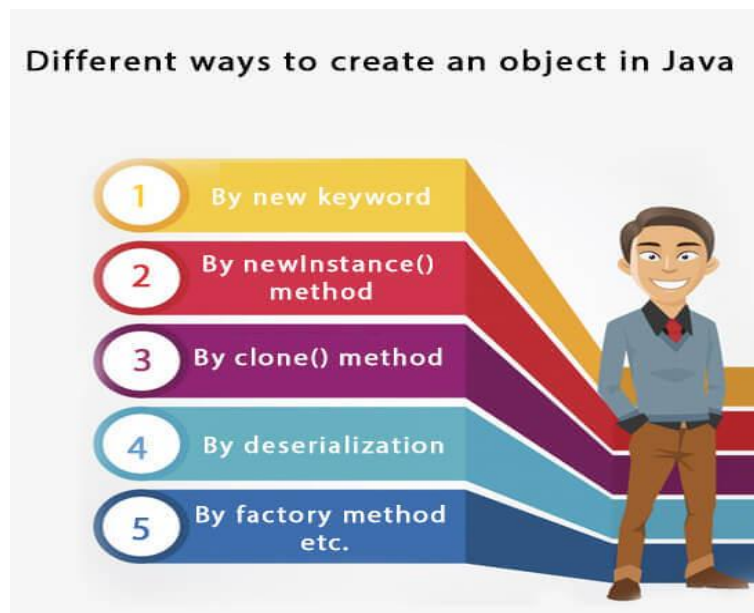 Different ways to create an object in Java
1
By new keyword
2
By newInstance()
method
3
By clone() method
4
By deserialization
5
By factory method
etc.